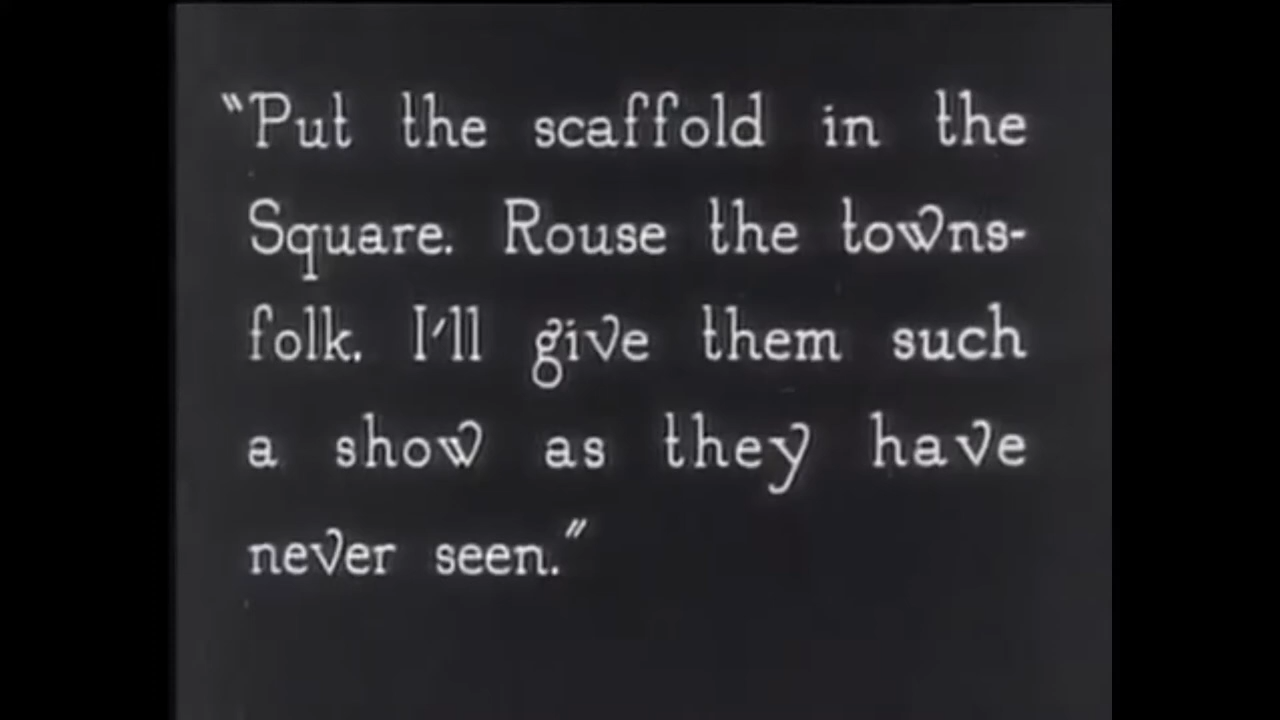 "Put the scaffold in the
Square. Rouse the towns-
folk. I'll give them such
a show as they have
never seen."